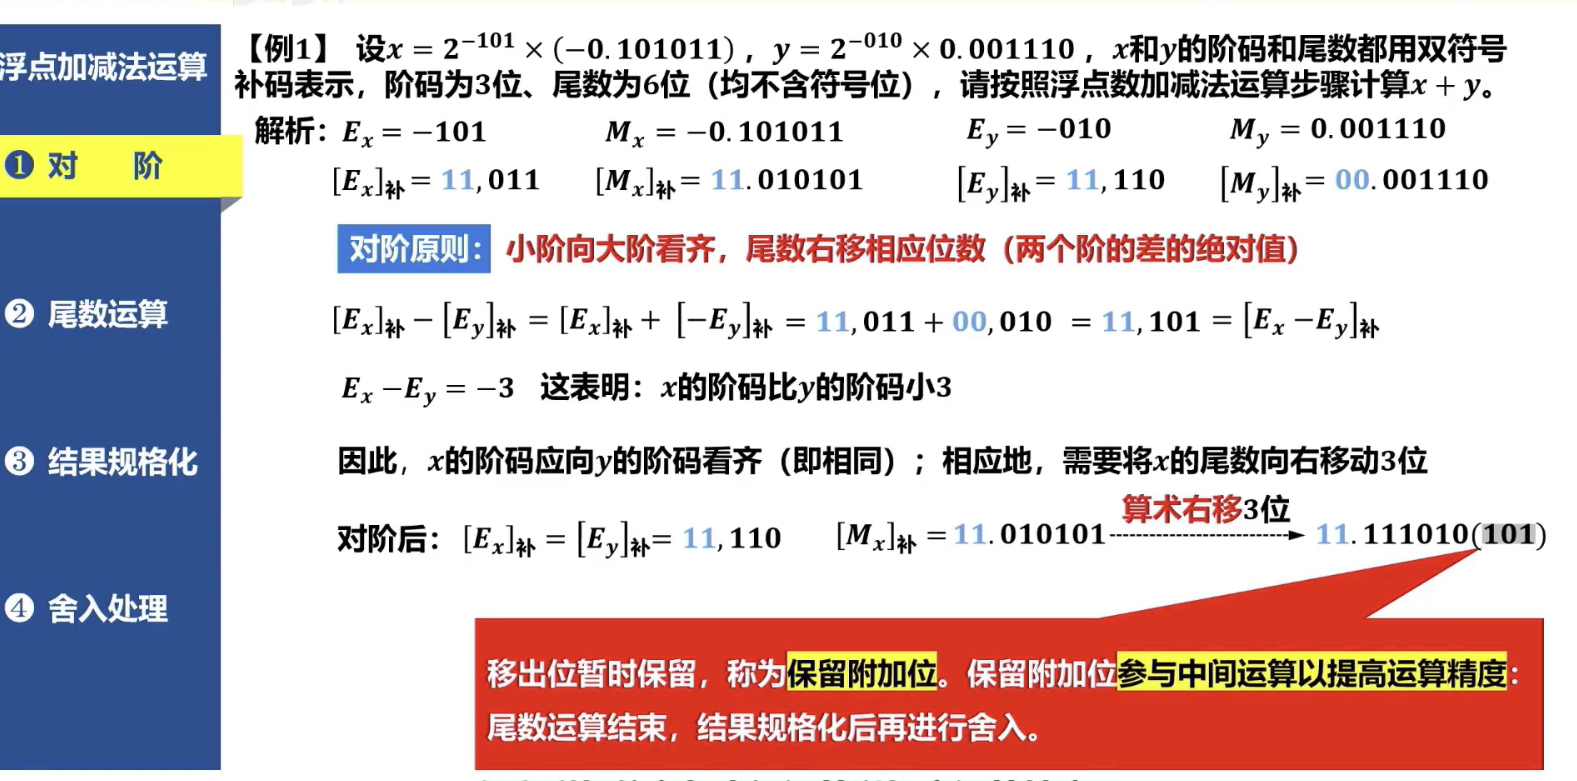 浮点加减法运算
❶ 对 阶
❷ 尾数运算
❸ 结果规格化
❹ 舍入处理
【例1】 设x = 2⁻¹⁰¹ × (−0.101011)，y = 2⁻⁰¹⁰ × 0.001110，x和y的阶码和尾数都用双符号
补码表示，阶码为3位、尾数为6位（均不含符号位），请按照浮点数加减法运算步骤计算x + y。
解析：Eₓ = −101 Mₓ = −0.101011 E_y = −010 M_y = 0.001110
[Eₓ]补= 11,011 [Mₓ]补= 11.010101 [E_y]补= 11,110 [M_y]补= 00.001110
对阶原则： 小阶向大阶看齐，尾数右移相应位数（两个阶的差的绝对值）
[Eₓ]补 − [E_y]补 = [Eₓ]补 + [−E_y]补 = 11,011 + 00,010 = 11,101 = [Eₓ −E_y]补
Eₓ −E_y = −3 这表明：x的阶码比y的阶码小3
因此，x的阶码应向y的阶码看齐（即相同）；相应地，需要将x的尾数向右移动3位
算术右移3位
对阶后：[Eₓ]补 = [E_y]补= 11,110 [Mₓ]补 = 11.010101 11.111010(101)
移出位暂时保留，称为保留附加位。保留附加位参与中间运算以提高运算精度：
尾数运算结束，结果规格化后再进行舍入。